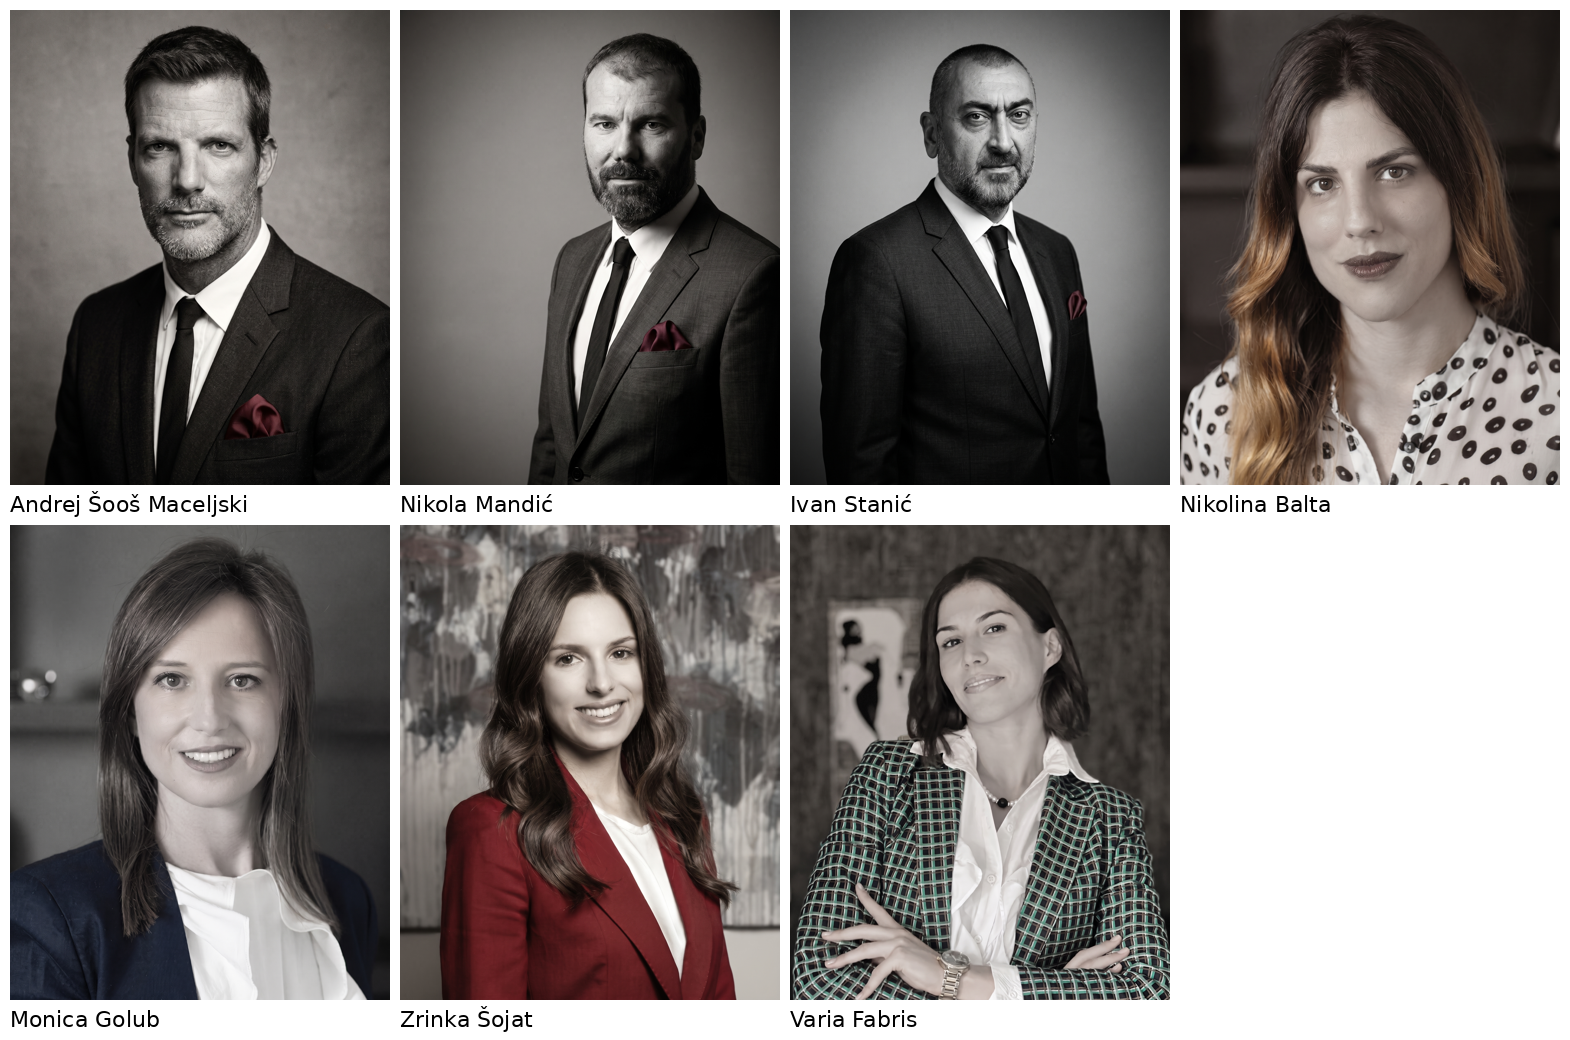 Andrej Šooš Maceljski
Nikola Mandić
Ivan Stanić
Nikolina Balta
Monica Golub
Zrinka Šojat
Varia Fabris